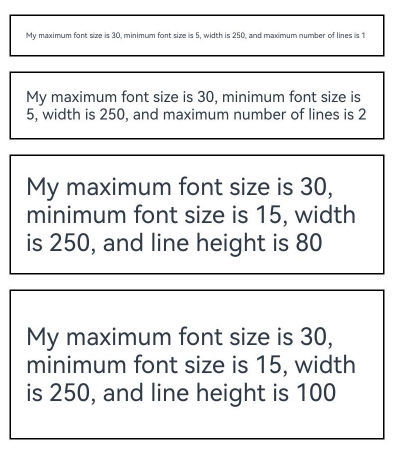 My maximum font size is 30, minimum font size is 5, width is 250, and maximum number of lines is 1
My maximum font size is 30, minimum font size is
5, width is 250, and maximum number of lines is 2
My maximum font size is 30,
minimum font size is 15, width
is 250, and line height is 80
My maximum font size is 30,
minimum font size is 15, width
is 250, and line height is 100